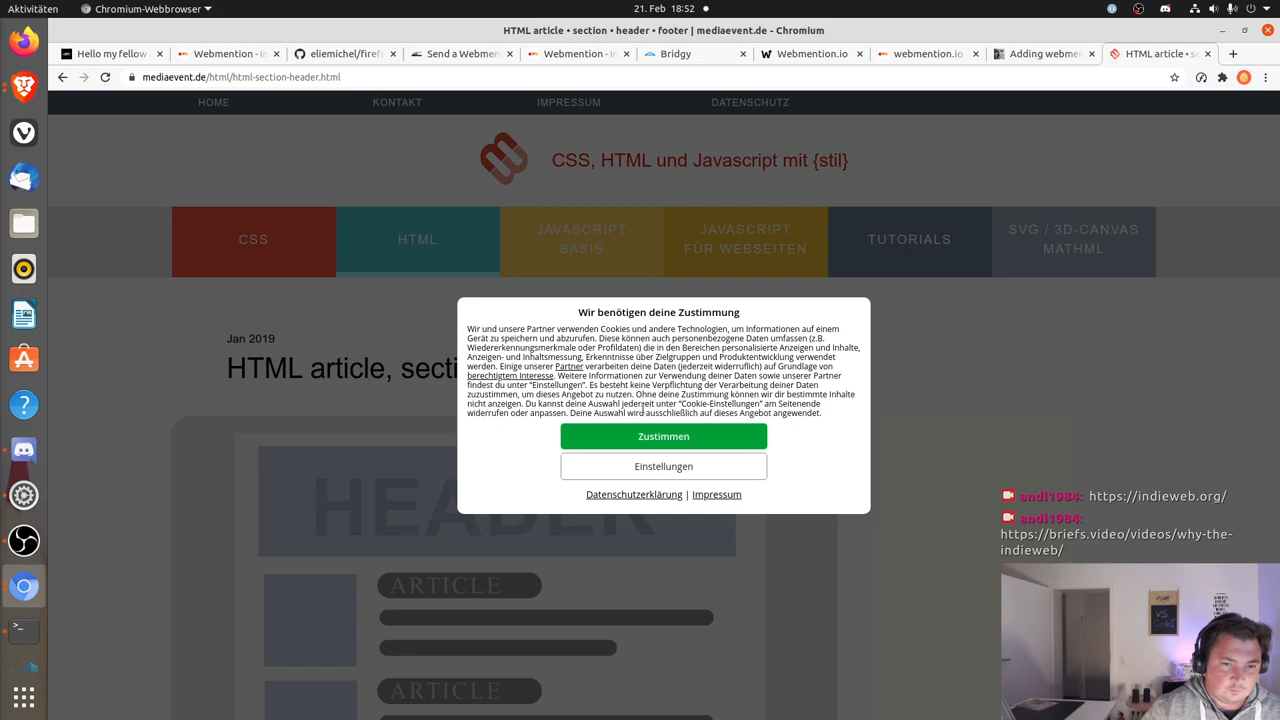 Aktivitäten
Chromium-Webbrowser
21. Feb 18:52
HTML article • section • header • footer | mediaevent.de - Chromium
Hello my fellow
Webmention - I
eliemichel/firef
Send a Webmen
Webmention - I
Bridgy
Webmention.io
webmention.io
Adding webme
HTML article • se
mediaevent.de/html/html-section-header.html
HOME
KONTAKT
IMPRESSUM
DATENSCHUTZ
CSS, HTML und Javascript mit {stil}
CSS
HTML
JAVASCRIPT
BASIS
JAVASCRIPT
FÜR WEBSEITEN
TUTORIALS
SVG / 3D-CANVAS
MATHML
Jan 2019
HTML article, secti
Wir benötigen deine Zustimmung
Wir und unsere Partner verwenden Cookies und andere Technologien, um Informationen auf einem
Gerät zu speichern und abzurufen. Diese können auch personenbezogene Daten umfassen (z.B.
Wiedererkennungsmerkmale oder Profildaten) die in den Bereichen personalisierte Anzeigen und Inhalte,
Anzeigen- und Inhaltsmessung, Erkenntnisse über Zielgruppen und Produktentwicklung verwendet
werden. Einige unserer Partner verarbeiten deine Daten (jederzeit widerruflich) auf Grundlage von
berechtigtem Interesse. Weitere Informationen zur Verwendung deiner Daten sowie unserer Partner
findest du unter "Einstellungen". Es besteht keine Verpflichtung der Verarbeitung deiner Daten
zuzustimmen, um dieses Angebot zu nutzen. Ohne deine Zustimmung können wir dir bestimmte Inhalte
nicht anzeigen. Du kannst deine Auswahl jederzeit unter "Cookie-Einstellungen" am Seitenende
widerrufen oder anpassen. Deine Auswahl wird ausschließlich auf dieses Angebot angewendet.
Zustimmen
Einstellungen
Datenschutzerklärung | Impressum
HEADER
ARTICLE
ARTICLE
andi1984: https://indieweb.org/
andi1984:
https://briefs.video/videos/why-the-
indieweb/